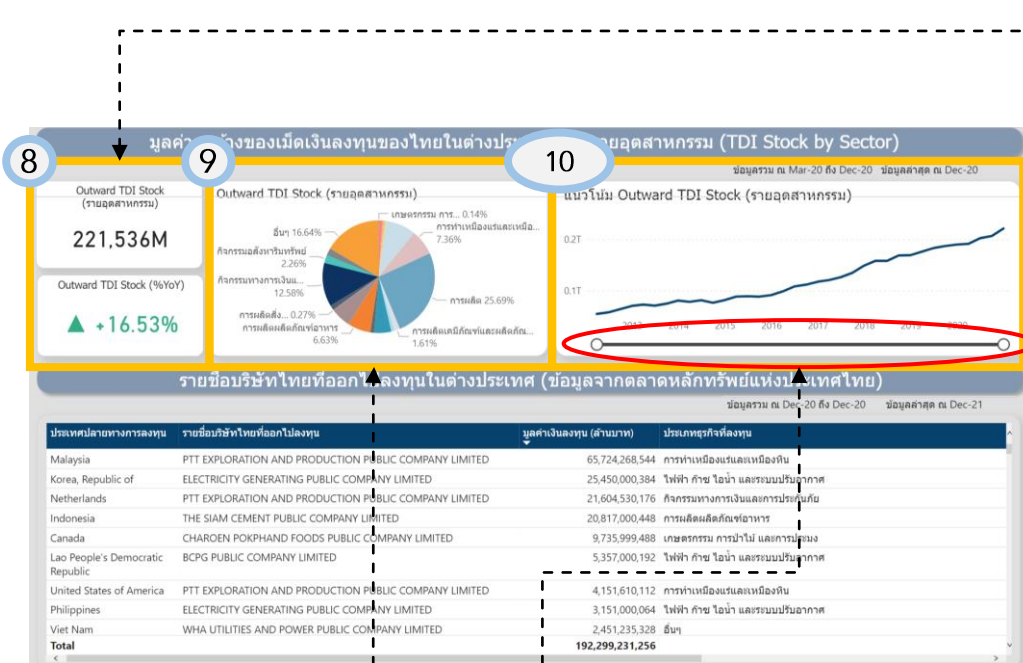 มูลค่า
8
9
ของเม็ดเงินลงทุนของไทยในต่างประ
10
ยอุตสาหกรรม (TDI Stock by Sector)
ข้อมูลรวม ณ Mar-20 ถึง Dec-20 ข้อมูลล่าสุด ณ Dec-20
Outward TDI Stock
(รายอุตสาหกรรม)
221,536M
Outward TDI Stock (%YoY)
+16.53%
Outward TDI Stock (รายอุตสาหกรรม)
เกษตรกรรม การ... 0.14%
การทำเหมืองแร่และเหมือ...
7.36%
อื่นๆ 16.64%
กิจกรรมอสังหาริมทรัพย์
2.26%
กิจกรรมทางการเงินแ...
12.58%
การผลิต 25.69%
การผลิตสิ่ง... 0.27%
การผลิตผลิตภัณฑ์อาหาร
6.63%
การผลิตเคมีภัณฑ์และผลิตภัณ...
1.61%
แนวโน้ม Outward TDI Stock (รายอุตสาหกรรม)
0.2T
0.1T
2013 2014 2015 2016 2017 2018 2019 2020
รายชื่อบริษัทไทยที่ออกไปลงทุนในต่างประเทศ (ข้อมูลจากตลาดหลักทรัพย์แห่งประเทศไทย)
ข้อมูลรวม ณ Dec-20 ถึง Dec-20 ข้อมูลล่าสุด ณ Dec-21
ประเทศปลายทางการลงทุน รายชื่อบริษัทไทยที่ออกไปลงทุน มูลค่าเงินลงทุน (ล้านบาท) ประเภทธุรกิจที่ลงทุน
Malaysia PTT EXPLORATION AND PRODUCTION PUBLIC COMPANY LIMITED 65,724,268,544 การทำเหมืองแร่และเหมืองหิน
Korea, Republic of ELECTRICITY GENERATING PUBLIC COMPANY LIMITED 25,450,000,384 ไฟฟ้า ก๊าซ ไอน้ำ และระบบปรับอากาศ
Netherlands PTT EXPLORATION AND PRODUCTION PUBLIC COMPANY LIMITED 21,604,530,176 กิจกรรมทางการเงินและการประกันภัย
Indonesia THE SIAM CEMENT PUBLIC COMPANY LIMITED 20,817,000,448 การผลิตผลิตภัณฑ์อาหาร
Canada CHAROEN POKPHAND FOODS PUBLIC COMPANY LIMITED 9,735,999,488 เกษตรกรรม การป่าไม้ และการประมง
Lao People's Democratic BCPG PUBLIC COMPANY LIMITED 5,357,000,192 ไฟฟ้า ก๊าซ ไอน้ำ และระบบปรับอากาศ
Republic
United States of America PTT EXPLORATION AND PRODUCTION PUBLIC COMPANY LIMITED 4,151,610,112 การทำเหมืองแร่และเหมืองหิน
Philippines ELECTRICITY GENERATING PUBLIC COMPANY LIMITED 3,151,000,064 ไฟฟ้า ก๊าซ ไอน้ำ และระบบปรับอากาศ
Viet Nam WHA UTILITIES AND POWER PUBLIC COMPANY LIMITED 2,451,235,328 อื่นๆ
Total 192,299,231,256